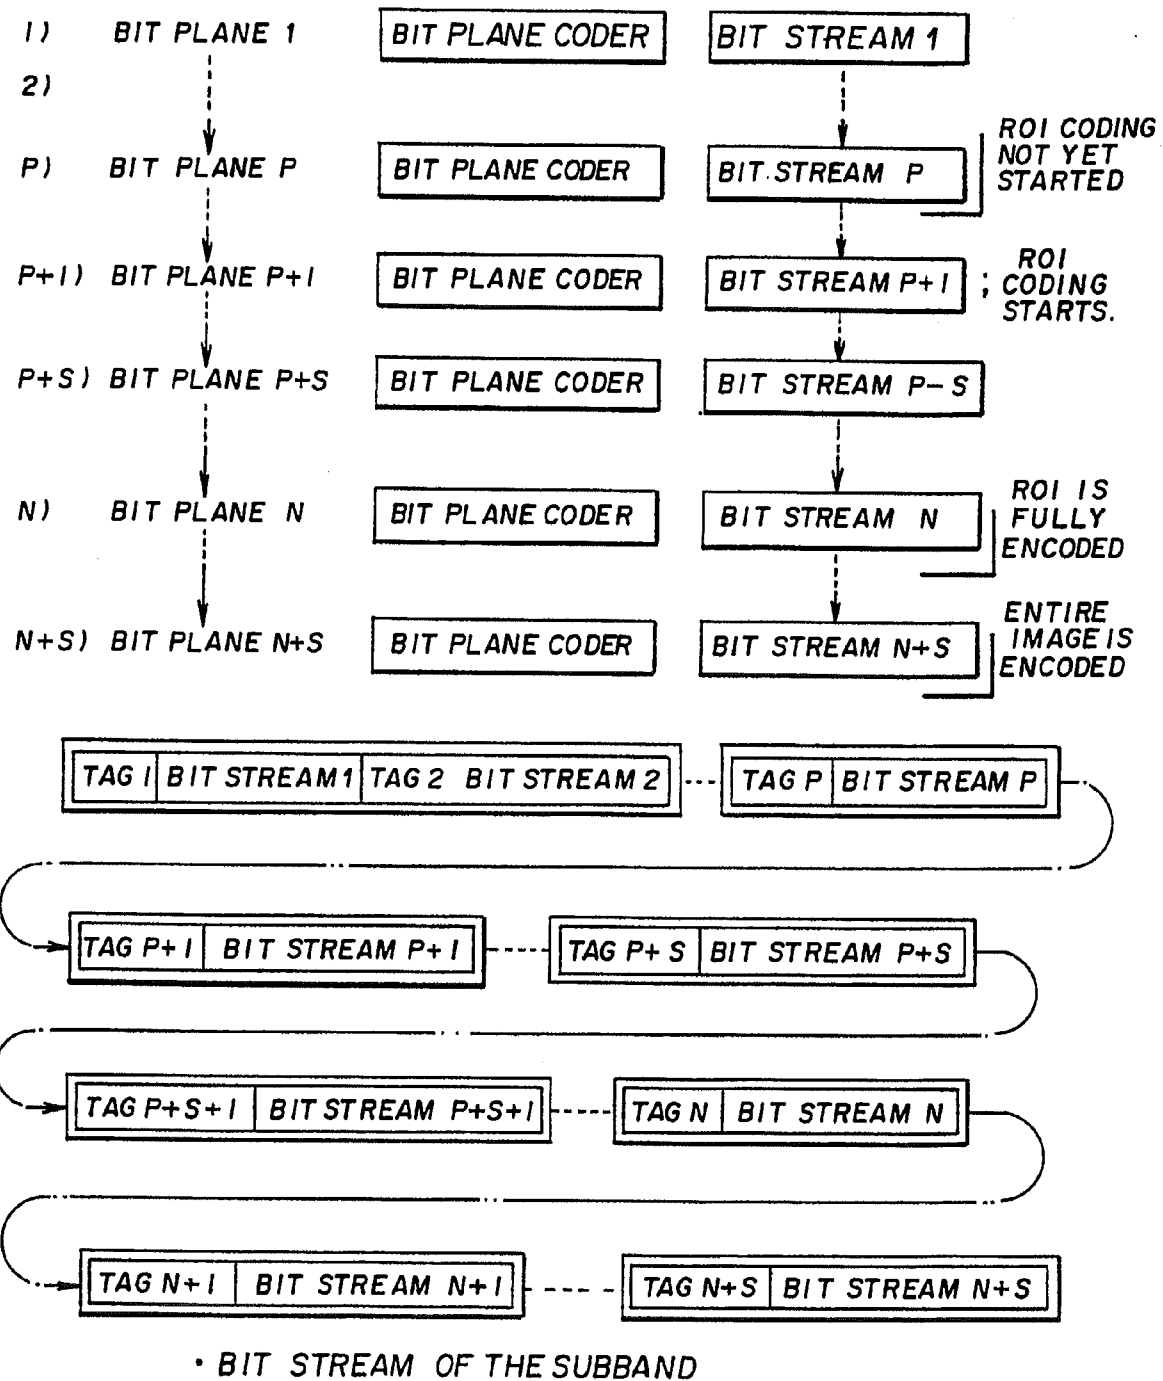 1) BIT PLANE 1 BIT PLANE CODER BIT STREAM 1
2)
P) BIT PLANE P BIT PLANE CODER BIT STREAM P
ROI CODING
NOT YET
STARTED
P+1) BIT PLANE P+1 BIT PLANE CODER BIT STREAM P+1
; ROI
CODING
STARTS.
P+S) BIT PLANE P+S BIT PLANE CODER BIT STREAM P-S
N) BIT PLANE N BIT PLANE CODER BIT STREAM N
ROI IS
FULLY
ENCODED
N+S) BIT PLANE N+S BIT PLANE CODER BIT STREAM N+S
ENTIRE
IMAGE IS
ENCODED
TAG 1 BIT STREAM 1 TAG 2 BIT STREAM 2 TAG P BIT STREAM P
TAG P+1 BIT STREAM P+1 TAG P+S BIT STREAM P+S
TAG P+S+1 BIT STREAM P+S+1 TAG N BIT STREAM N
TAG N+1 BIT STREAM N+1 TAG N+S BIT STREAM N+S
• BIT STREAM OF THE SUBBAND